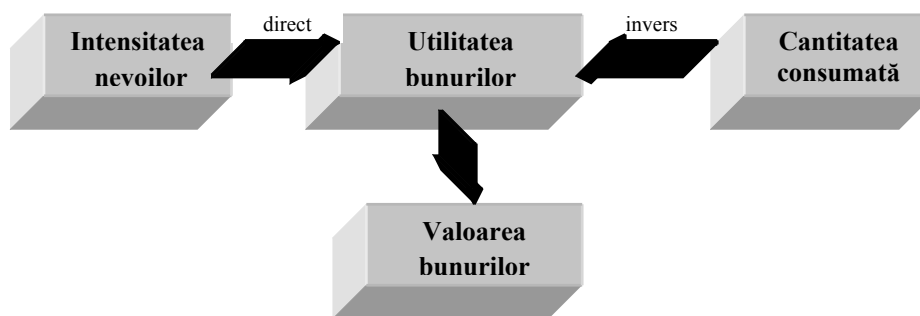 direct
invers
Intensitatea
nevoilor
Utilitatea
bunurilor
Cantitatea
consumată
Valoarea
bunurilor